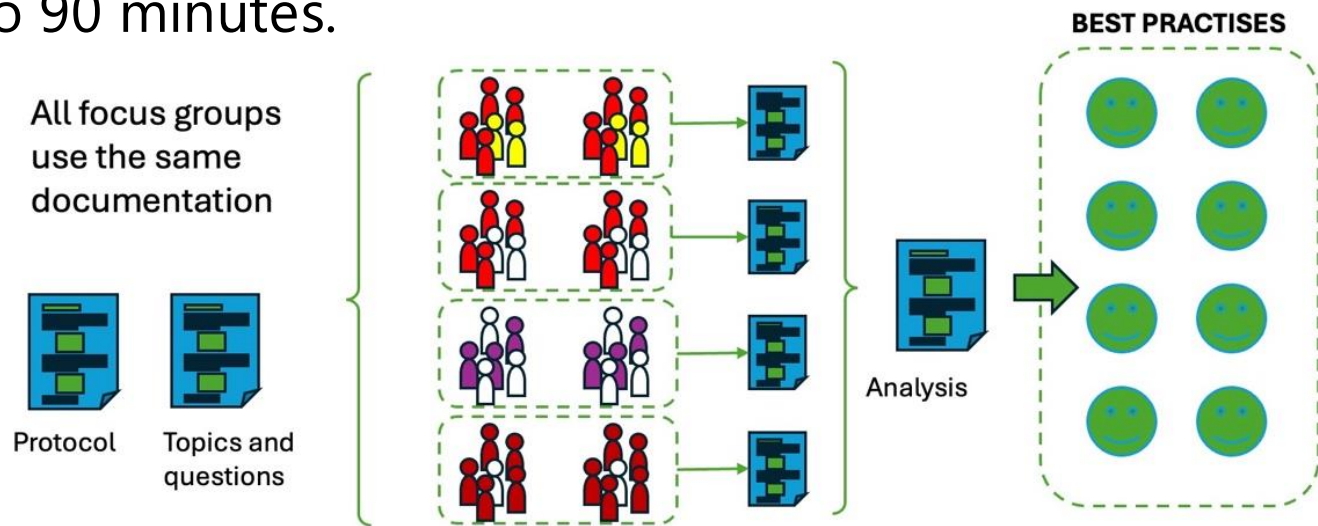 o 90 minutes.
BEST PRACTISES
All focus groups
use the same
documentation
Protocol
Topics and
questions
Analysis